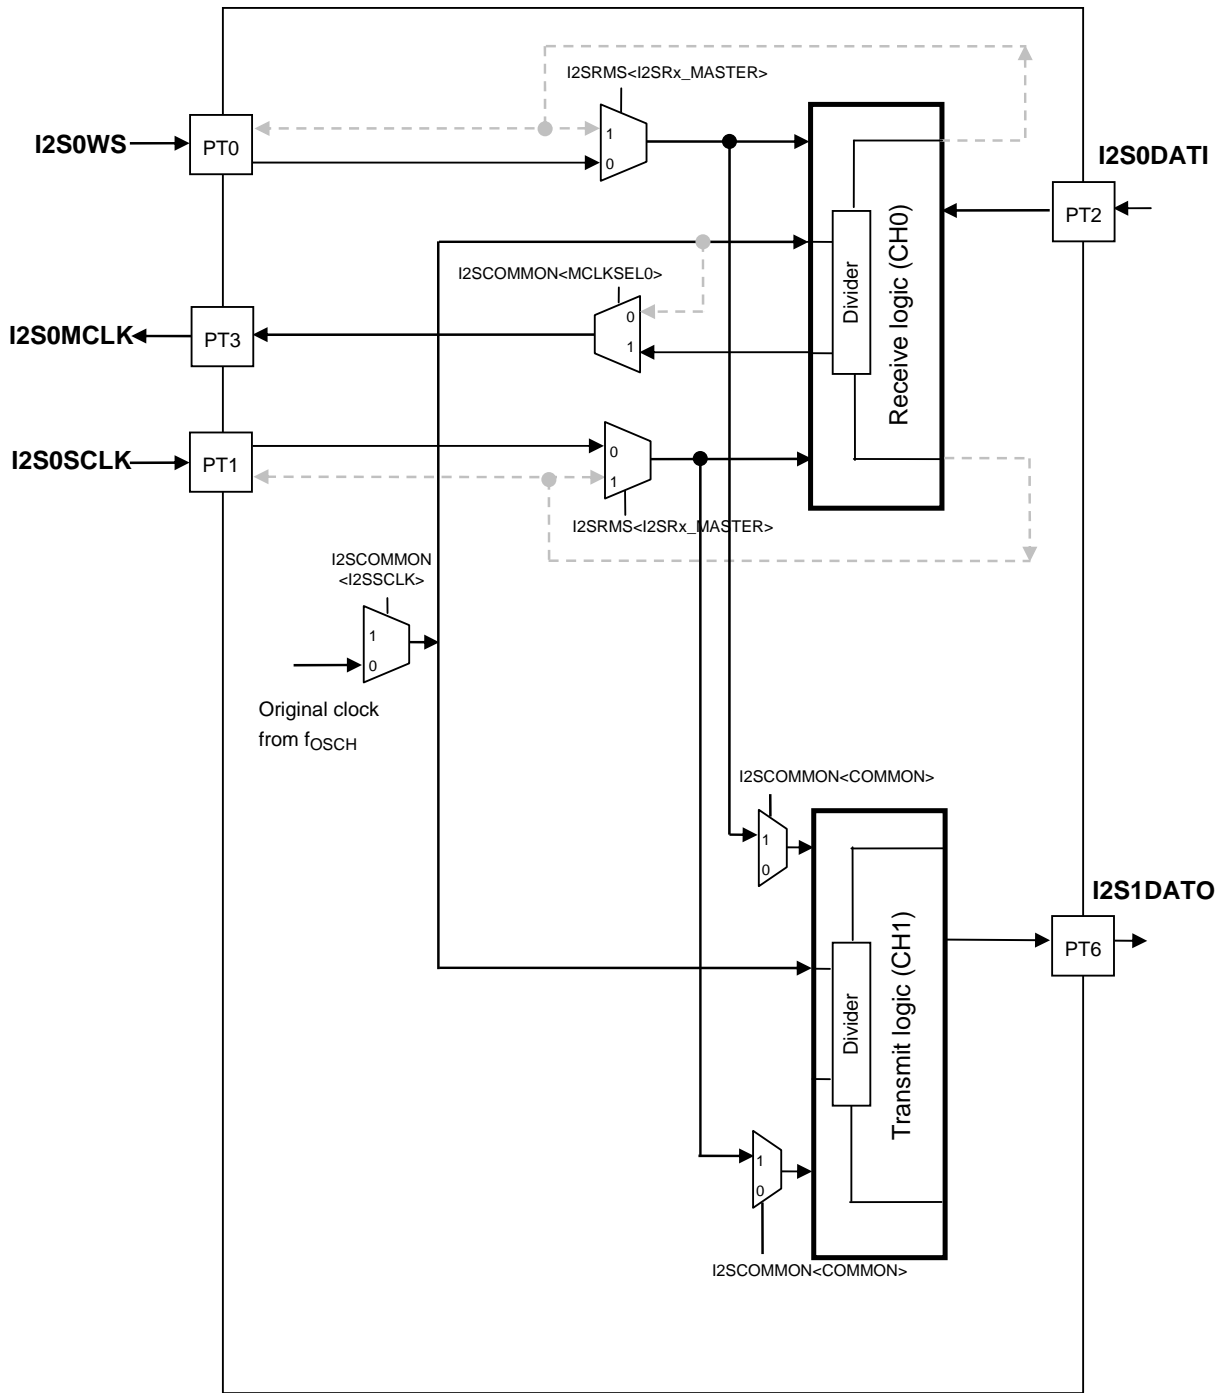 I2SRMS<I2SRx_MASTER>
I2S0WS
PT0
1
0
I2S0DATI
PT2
I2SCOMMON<MCLKSEL0>
0
1
I2S0MCLK
PT3
Divider
Receive logic (CH0)
I2S0SCLK
PT1
0
1
I2SRMS<I2SRx_MASTER>
I2SCOMMON
<I2SSCLK>
1
0
Original clock
from fOSCH
I2SCOMMON<COMMON>
1
0
I2S1DATO
PT6
Divider
Transmit logic (CH1)
1
0
I2SCOMMON<COMMON>